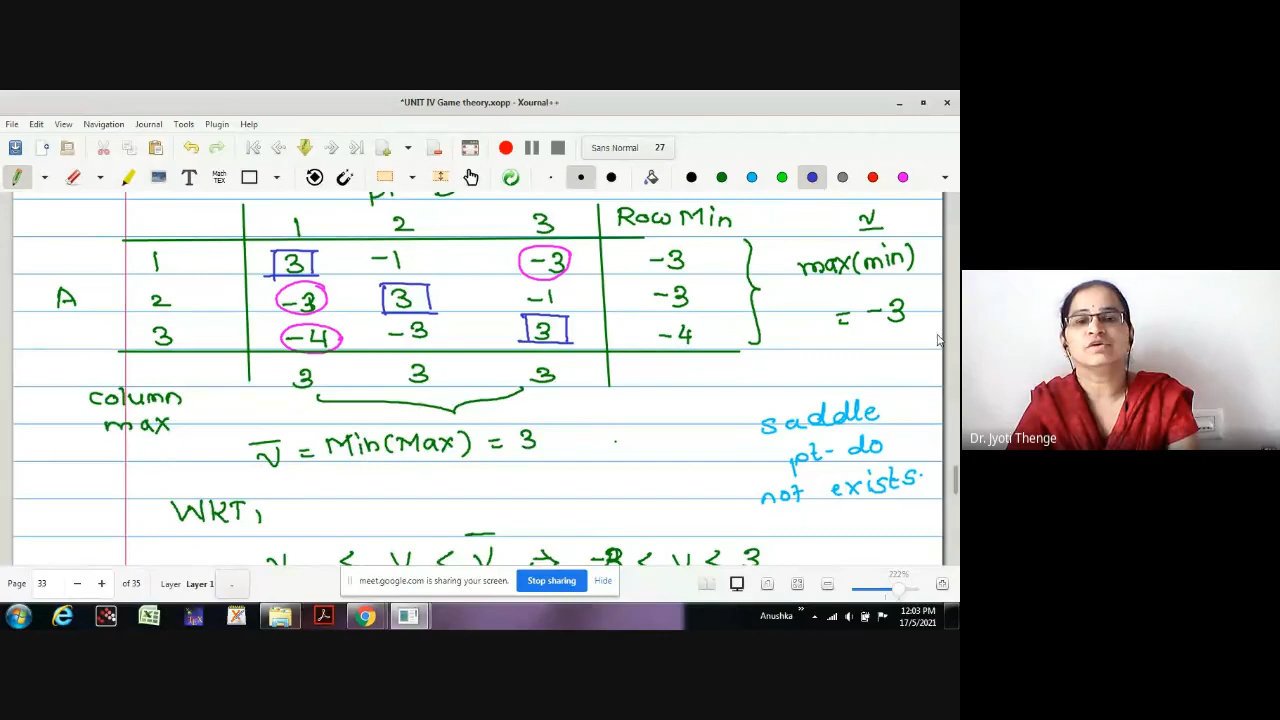 *UNIT IV Game theory.xopp - Xournal++
File Edit View Navigation Journal Tools Plugin Help
Sans Normal 27
T Math TEX
1 2 3 Row Min v
1 3 -1 -3 -3 max(min)
A 2 -3 3 -1 -3 = -3
3 -4 -3 3 -4
3 3 3
column
max
v = Min(Max) = 3
saddle
pt- do
not exists.
WKT,
v < v < v ⇒ < v < 3
Page 33 of 35 Layer Layer 1
222%
meet.google.com is sharing your screen. Stop sharing Hide
Anushka
12:03 PM
17/5/2021
Dr. Jyoti Thenge